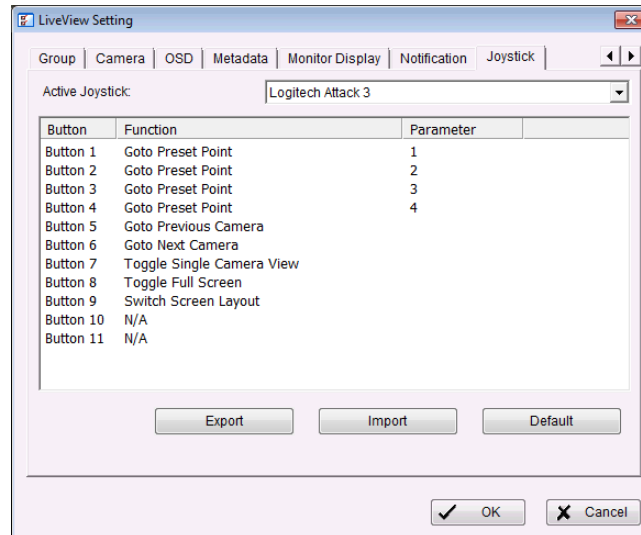 LiveView Setting
Group Camera OSD Metadata Monitor Display Notification Joystick
Active Joystick: Logitech Attack 3
Button Function Parameter
Button 1 Goto Preset Point 1
Button 2 Goto Preset Point 2
Button 3 Goto Preset Point 3
Button 4 Goto Preset Point 4
Button 5 Goto Previous Camera
Button 6 Goto Next Camera
Button 7 Toggle Single Camera View
Button 8 Toggle Full Screen
Button 9 Switch Screen Layout
Button 10 N/A
Button 11 N/A
Export Import Default
OK Cancel